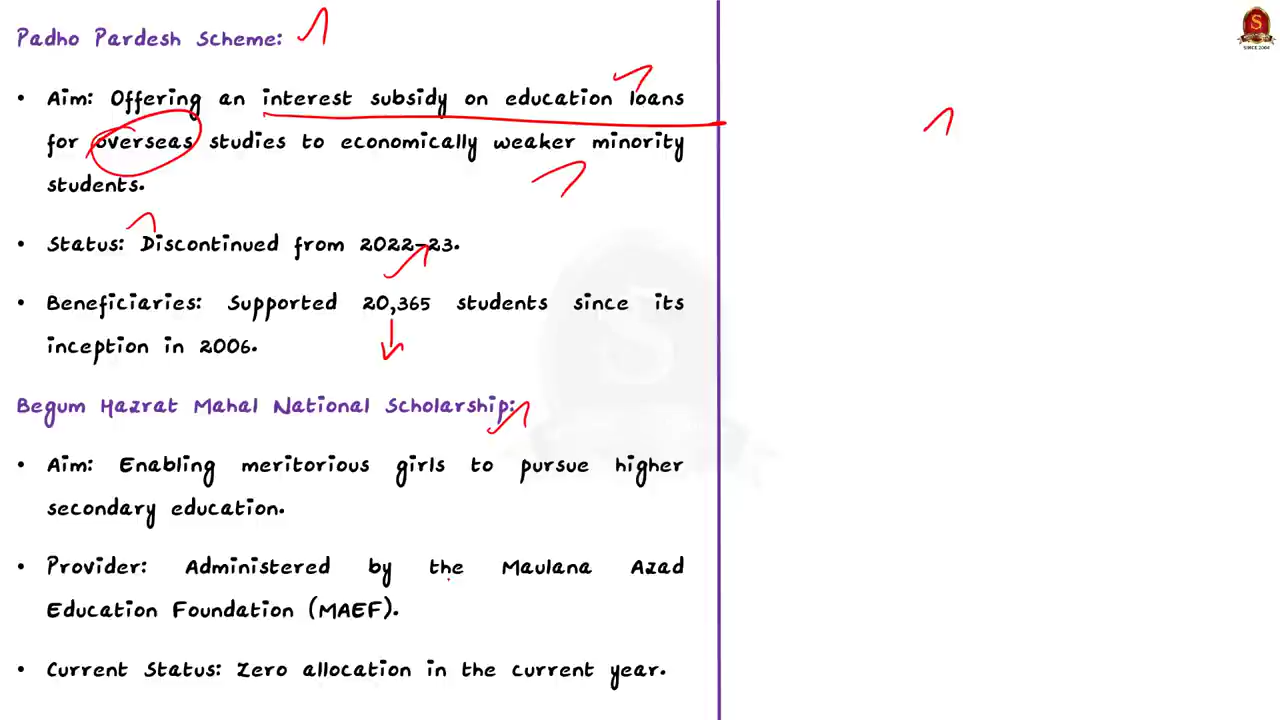 Padho Pardesh Scheme:
• Aim: Offering an interest subsidy on education loans
for overseas studies to economically weaker minority
students.
• Status: Discontinued from 2022-23.
• Beneficiaries: Supported 20,365 students since its
inception in 2006.
Begum Hazrat Mahal National Scholarship:
• Aim: Enabling meritorious girls to pursue higher
secondary education.
• Provider: Administered by the Maulana Azad
Education Foundation (MAEF).
• Current Status: Zero allocation in the current year.
S
SINCE 2004